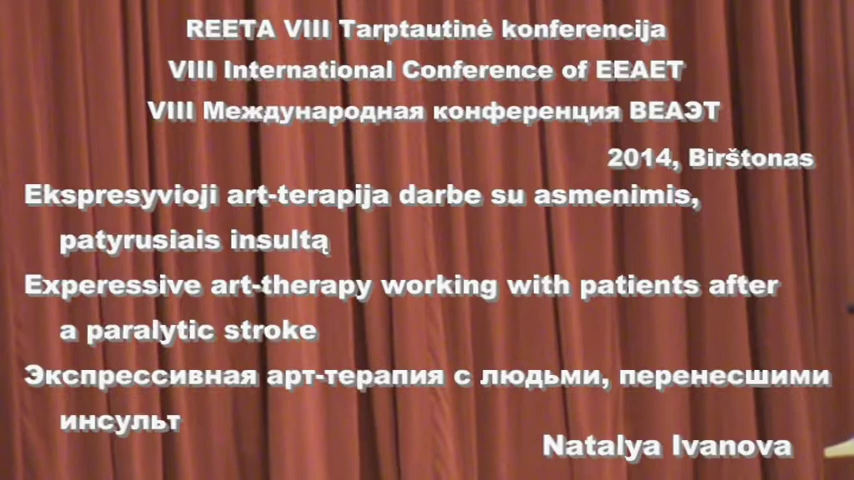 REETA VIII Tarptautinė konferencija
VIII International Conference of EEAET
VIII Международная конференция ВЕАЭТ
2014, Birštonas
Ekspresyvioji art-terapija darbe su asmenimis,
patyrusiais insultą
Experessive art-therapy working with patients after
a paralytic stroke
Экспрессивная арт-терапия с людьми, перенесшими
инсульт
Natalya Ivanova